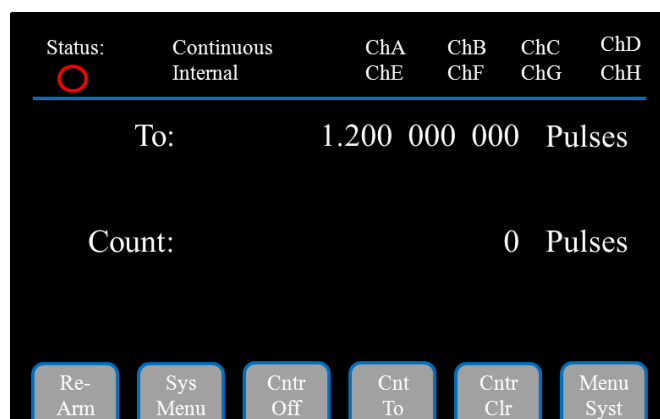 Status: Continuous ChA ChB ChC ChD
Internal ChE ChF ChG ChH
To: 1.200 000 000 Pulses
Count: 0 Pulses
Re- Sys Cntr Cnt Cntr Menu
Arm Menu Off To Clr Syst